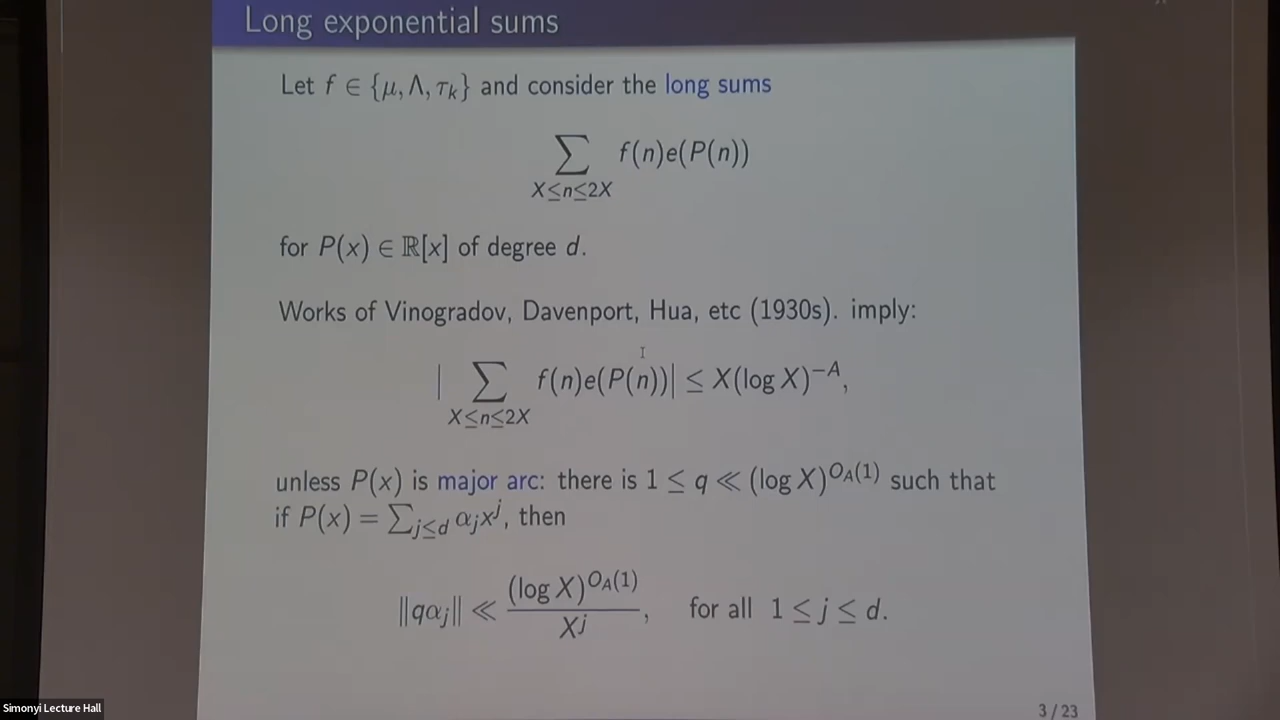 Long exponential sums
Let f ∈ {μ, Λ, τ_k} and consider the long sums
∑_{X≤n≤2X} f(n)e(P(n))
for P(x) ∈ ℝ[x] of degree d.
Works of Vinogradov, Davenport, Hua, etc (1930s). imply:
| ∑_{X≤n≤2X} f(n)e(P(n))| ≤ X(log X)^{-A},
unless P(x) is major arc: there is 1 ≤ q ≪ (log X)^{O_A(1)} such that
if P(x) = ∑_{j≤d} α_j x^j, then
‖qα_j‖ ≪ (log X)^{O_A(1)} / X^j, for all 1 ≤ j ≤ d.
Simonyi Lecture Hall
3 / 23